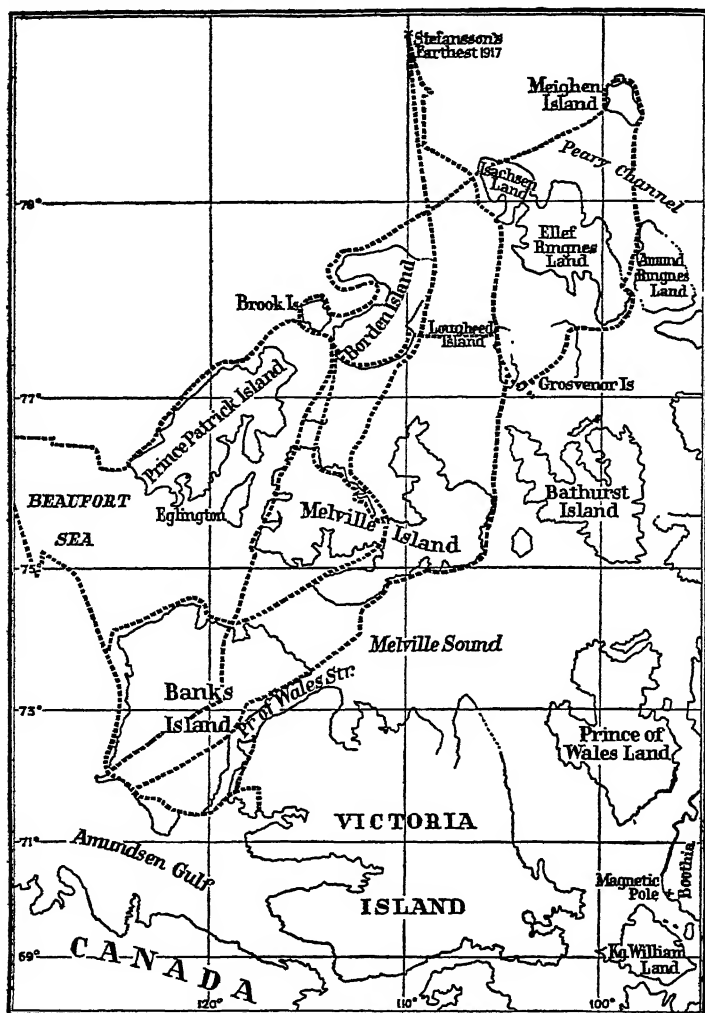 Stefansson's
Farthest 1917
Meighen
Island
Peary Channel
Isachsen
Land
79°
Ellef
Ringnes
Land
Amund
Ringnes
Land
Brook Is.
Borden Island
Lougheed
Island
77°
Grosvenor Is
Prince Patrick Island
BEAUFORT
SEA
Eglington
Melville
Island
Bathurst
Island
75°
Melville Sound
Bank's
Island
Pr. of Wales Str.
73°
Prince of
Wales Land
VICTORIA
71°
Amundsen Gulf
Magnetic
Pole +
Boothia
ISLAND
69°
Kg. William
Land
CANADA
120°
110°
100°